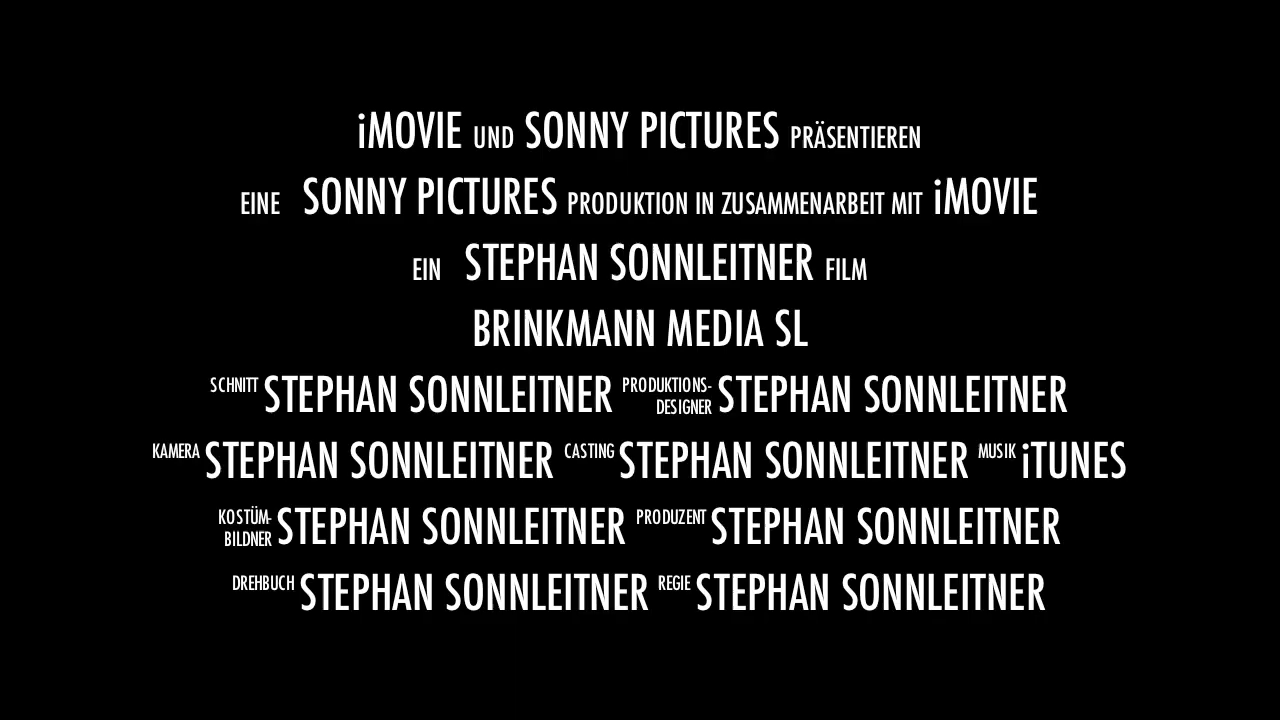 iMOVIE UND SONNY PICTURES PRÄSENTIEREN
EINE SONNY PICTURES PRODUKTION IN ZUSAMMENARBEIT MIT iMOVIE
EIN STEPHAN SONNLEITNER FILM
BRINKMANN MEDIA SL
SCHNITT STEPHAN SONNLEITNER PRODUKTIONS-DESIGNER STEPHAN SONNLEITNER
KAMERA STEPHAN SONNLEITNER CASTING STEPHAN SONNLEITNER MUSIK iTUNES
KOSTÜM-BILDNER STEPHAN SONNLEITNER PRODUZENT STEPHAN SONNLEITNER
DREHBUCH STEPHAN SONNLEITNER REGIE STEPHAN SONNLEITNER